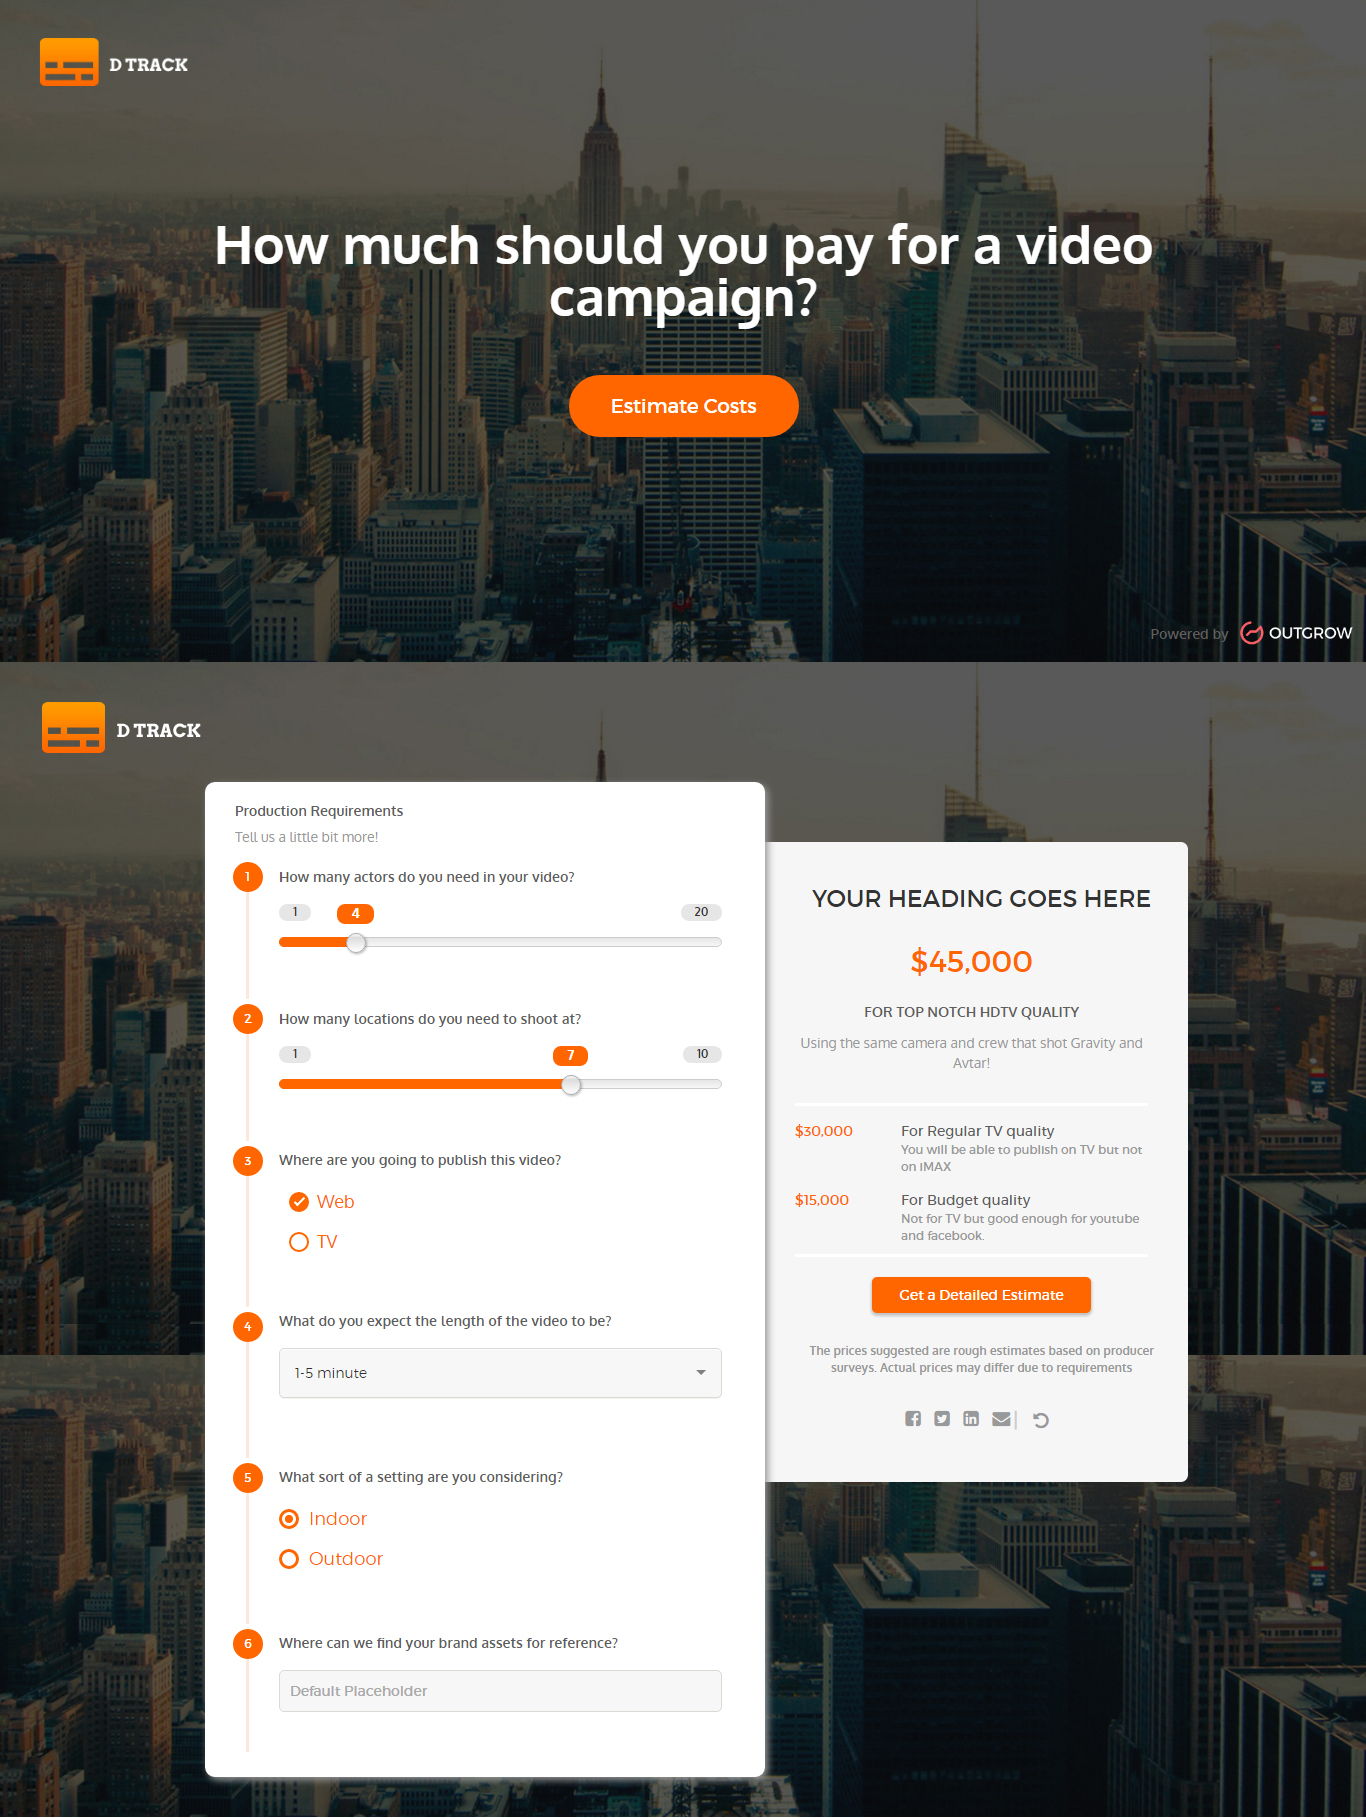 D TRACK
How much should you pay for a video
campaign?
Estimate Costs
Powered by OUTGROW
D TRACK
Production Requirements
Tell us a little bit more!
1 How many actors do you need in your video?
1 4 20
2 How many locations do you need to shoot at?
1 7 10
3 Where are you going to publish this video?
Web
TV
4 What do you expect the length of the video to be?
1-5 minute
5 What sort of a setting are you considering?
Indoor
Outdoor
6 Where can we find your brand assets for reference?
Default Placeholder
YOUR HEADING GOES HERE
$45,000
FOR TOP NOTCH HDTV QUALITY
Using the same camera and crew that shot Gravity and
Avtar!
$30,000 For Regular TV quality
You will be able to publish on TV but not
on iMAX
$15,000 For Budget quality
Not for TV but good enough for youtube
and facebook.
Get a Detailed Estimate
The prices suggested are rough estimates based on producer
surveys. Actual prices may differ due to requirements